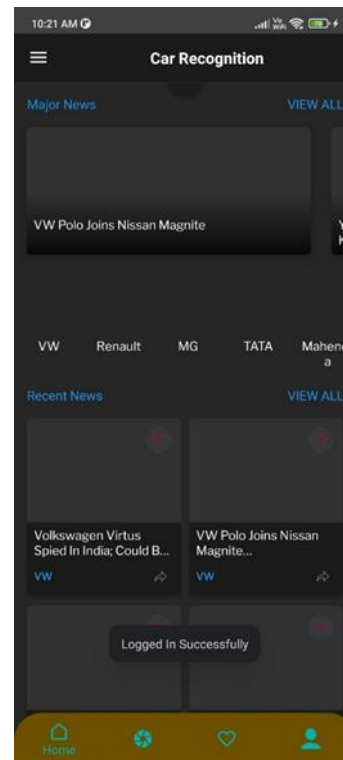 10:21 AM
Car Recognition
Major News VIEW ALL
VW Polo Joins Nissan Magnite
VW Renault MG TATA Mahend
a
Recent News VIEW ALL
Volkswagen Virtus
Spied In India; Could B...
VW
VW Polo Joins Nissan
Magnite...
VW
Logged In Successfully
Home